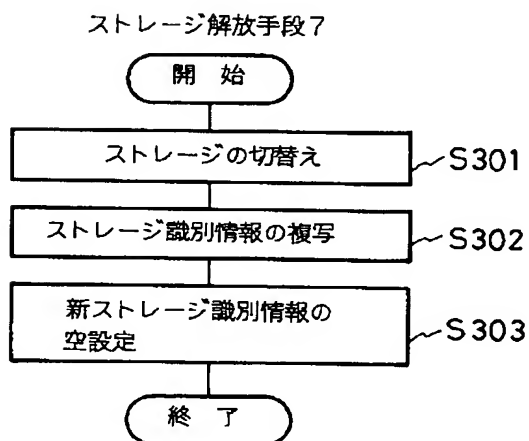 ストレージ解放手段7
開 始
ストレージの切替え
S301
ストレージ識別情報の複写
S302
新ストレージ識別情報の
空設定
S303
終 了